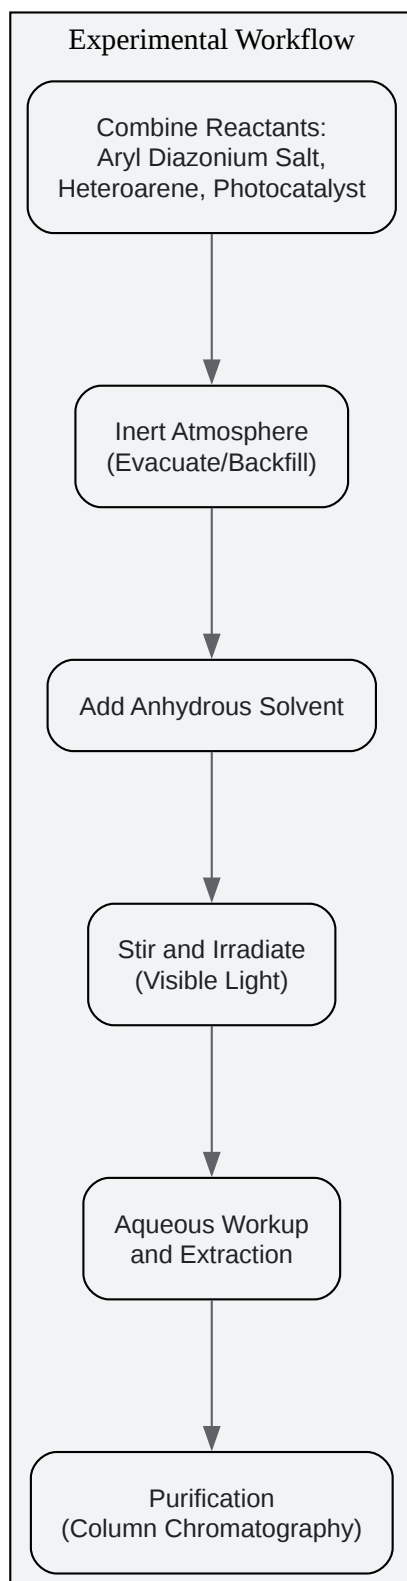 Experimental Workflow
Combine Reactants:
Aryl Diazonium Salt,
Heteroarene, Photocatalyst
Inert Atmosphere
(Evacuate/Backfill)
Add Anhydrous Solvent
Stir and Irradiate
(Visible Light)
Aqueous Workup
and Extraction
Purification
(Column Chromatography)